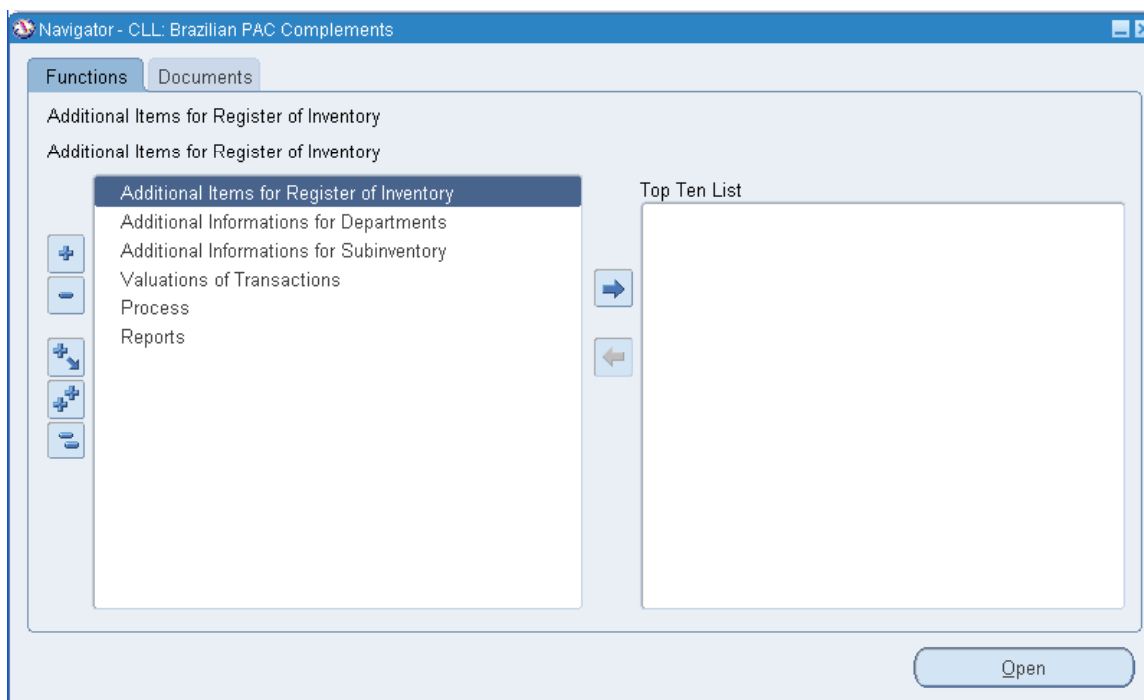 Navigator - CLL: Brazilian PAC Complements
Functions
Documents
Additional Items for Register of Inventory
Additional Items for Register of Inventory
Additional Items for Register of Inventory
Additional Informations for Departments
Additional Informations for Subinventory
Valuations of Transactions
Process
Reports
Top Ten List
Open